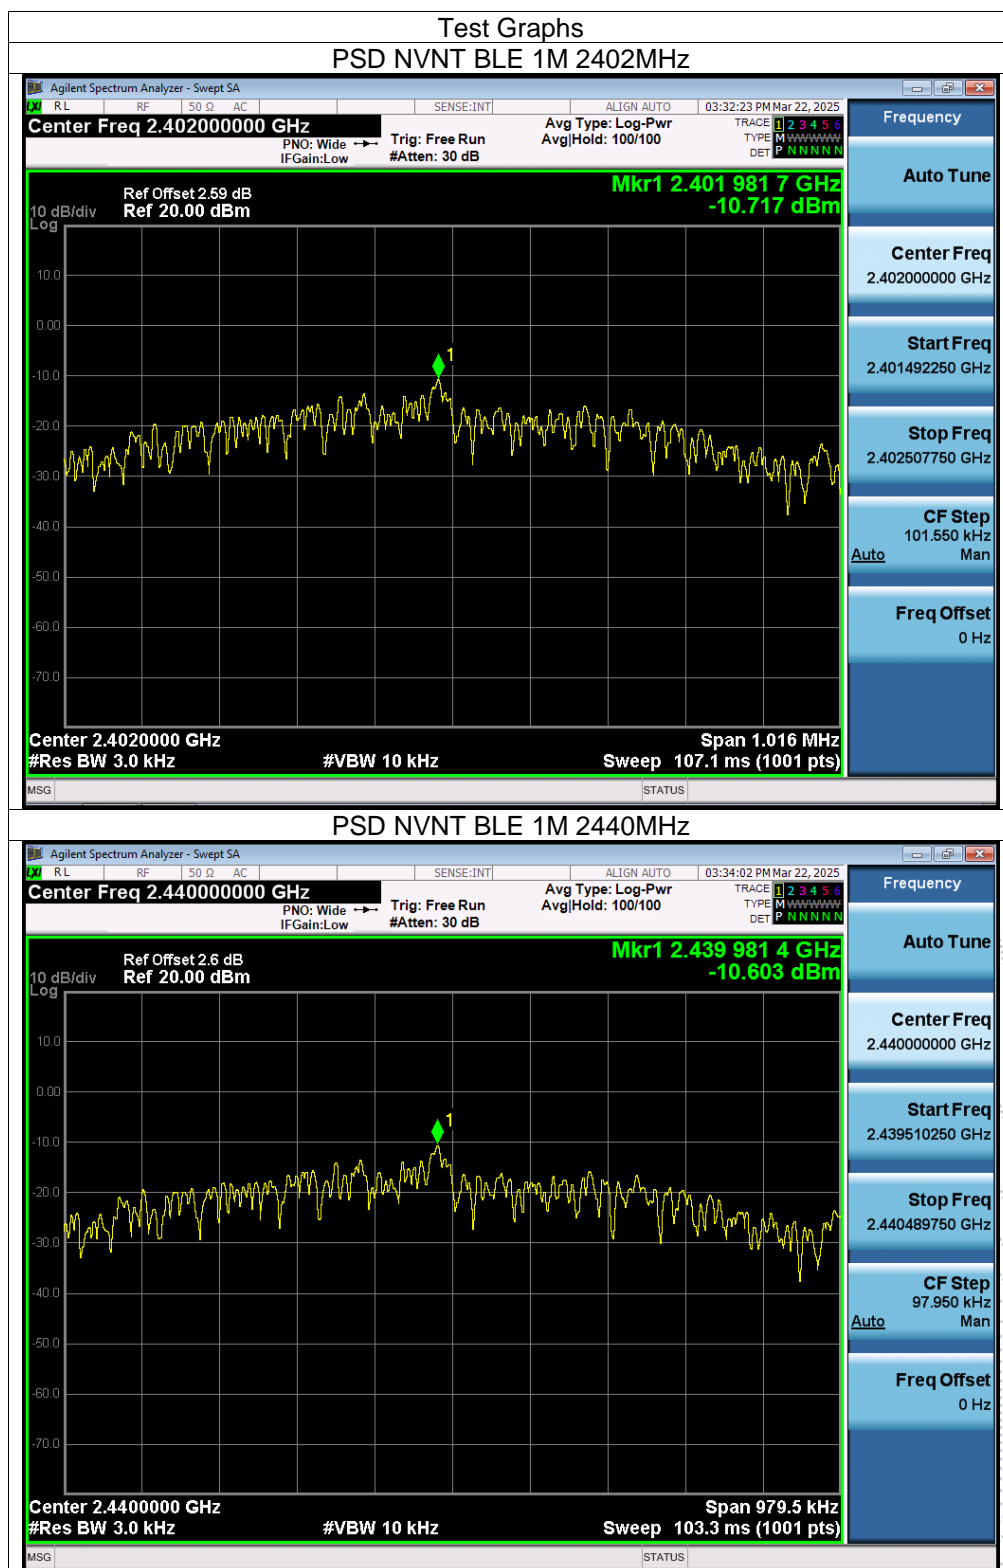 Test Graphs
PSD NVNT BLE 1M 2402MHz
Agilent Spectrum Analyzer - Swept SA
LXI RL RF 50 Ω AC SENSE:INT ALIGN AUTO 03:32:23 PM Mar 22, 2025
Center Freq 2.402000000 GHz
PNO: Wide
IFGain:Low
Trig: Free Run
#Atten: 30 dB
Avg Type: Log-Pwr
Avg|Hold: 100/100
TRACE 1 2 3 4 5 6
TYPE M WWWWW
DET P N N N N N
Frequency
Mkr1 2.401 981 7 GHz
-10.717 dBm
Ref Offset 2.59 dB
10 dB/div Ref 20.00 dBm
Log
10.0
0.00
1
-10.0
-20.0
-30.0
-40.0
-50.0
-60.0
-70.0
Center 2.4020000 GHz Span 1.016 MHz
#Res BW 3.0 kHz #VBW 10 kHz Sweep 107.1 ms (1001 pts)
MSG STATUS
Auto Tune
Center Freq
2.402000000 GHz
Start Freq
2.401492250 GHz
Stop Freq
2.402507750 GHz
CF Step
101.550 kHz
Auto Man
Freq Offset
0 Hz
PSD NVNT BLE 1M 2440MHz
Agilent Spectrum Analyzer - Swept SA
LXI RL RF 50 Ω AC SENSE:INT ALIGN AUTO 03:34:02 PM Mar 22, 2025
Center Freq 2.440000000 GHz
PNO: Wide
IFGain:Low
Trig: Free Run
#Atten: 30 dB
Avg Type: Log-Pwr
Avg|Hold: 100/100
TRACE 1 2 3 4 5 6
TYPE M WWWWW
DET P N N N N N
Frequency
Mkr1 2.439 981 4 GHz
-10.603 dBm
Ref Offset 2.6 dB
10 dB/div Ref 20.00 dBm
Log
10.0
0.00
1
-10.0
-20.0
-30.0
-40.0
-50.0
-60.0
-70.0
Center 2.4400000 GHz Span 979.5 kHz
#Res BW 3.0 kHz #VBW 10 kHz Sweep 103.3 ms (1001 pts)
MSG STATUS
Auto Tune
Center Freq
2.440000000 GHz
Start Freq
2.439510250 GHz
Stop Freq
2.440489750 GHz
CF Step
97.950 kHz
Auto Man
Freq Offset
0 Hz